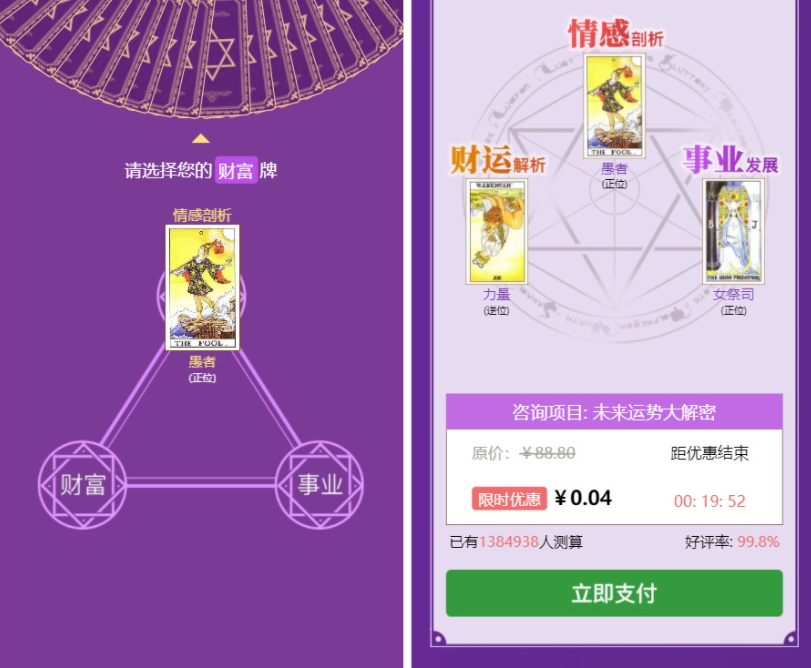 请选择您的 财富 牌
情感剖析
THE FOOL.
愚者
(正位)
财富
事业
情感剖析
THE FOOL.
愚者
(正位)
财运解析
事业发展
力量
(逆位)
B J
THE HIGH PRIESTESS
女祭司
(正位)
咨询项目: 未来运势大解密
原价: ￥88.80
距优惠结束
限时优惠 ￥0.04
00: 19: 52
已有1384938人测算
好评率: 99.8%
立即支付